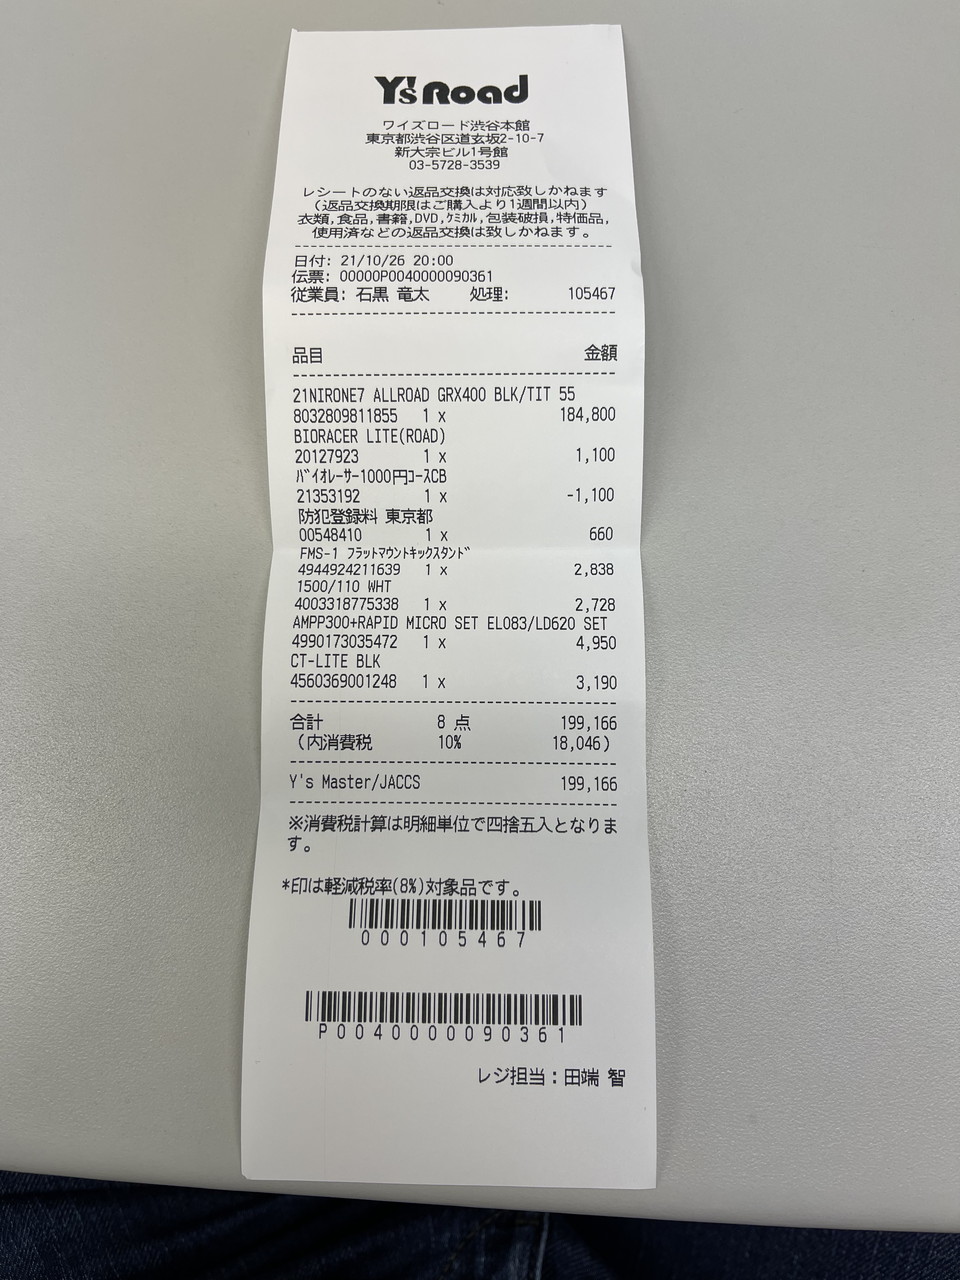 Y's Road
ワイズロード渋谷本館
東京都渋谷区道玄坂2-10-7
新大宗ビル1号館
03-5728-3539
レシートのない返品交換は対応致しかねます
(返品交換期限はご購入より1週間以内)
衣類,食品,書籍,DVD,ｹﾐｶﾙ,包装破損,特価品,
使用済などの返品交換は致しかねます。
日付: 21/10/26 20:00
伝票: 00000P0040000090361
従業員: 石黒 竜太 処理: 105467
品目 金額
21NIRONE7 ALLROAD GRX400 BLK/TIT 55
8032809811855 1 x 184,800
BIORACER LITE(ROAD)
20127923 1 x 1,100
ﾊﾞｲｵﾚｰｻｰ1000円ｺｰｽCB
21353192 1 x -1,100
防犯登録料 東京都
00548410 1 x 660
FMS-1 ﾌﾗｯﾄﾏｳﾝﾄｷｯｸｽﾀﾝﾄﾞ
4944924211639 1 x 2,838
1500/110 WHT
4003318775338 1 x 2,728
AMPP300+RAPID MICRO SET EL083/LD620 SET
4990173035472 1 x 4,950
CT-LITE BLK
4560369001248 1 x 3,190
合計 8 点 199,166
(内消費税 10% 18,046)
Y's Master/JACCS 199,166
※消費税計算は明細単位で四捨五入となりま
す。
*印は軽減税率(8%)対象品です。
000105467
P0040000090361
レジ担当:田端 智